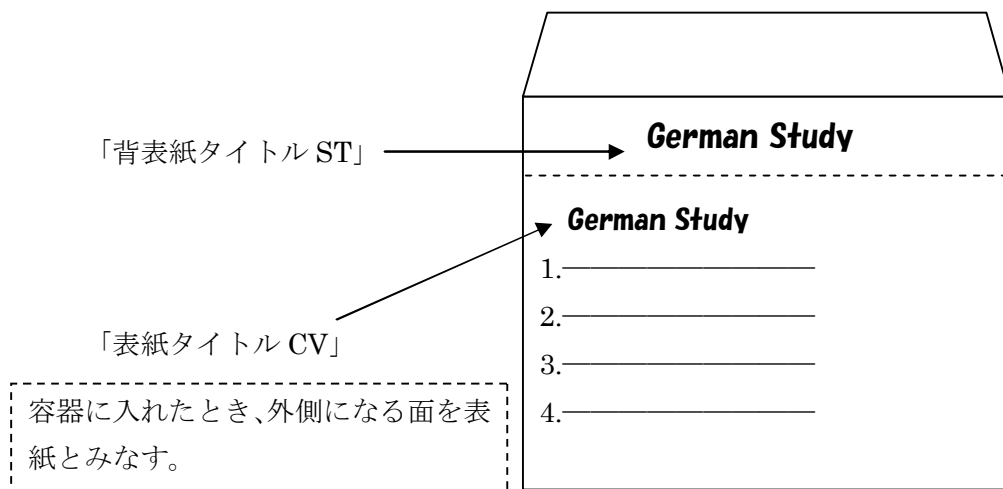 German Study
「背表紙タイトル ST」
German Study
1.
2.
3.
4.
「表紙タイトル CV」
容器に入れたとき、外側になる面を表
紙とみなす。